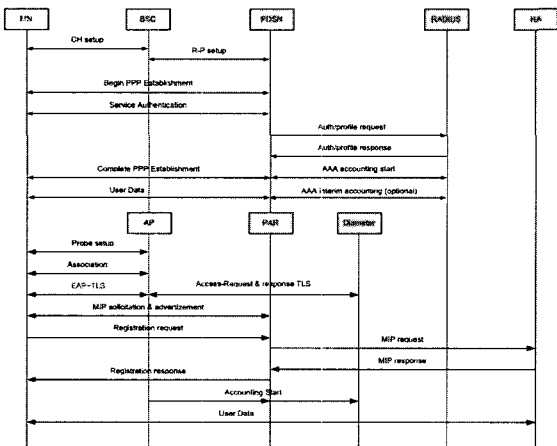 MN BSC PDSN RADIUS HA
CH setup
R-P setup
Begin PPP Establishment
Service Authentication
Auth/profile request
Auth/profile response
Complete PPP Establishment AAA accounting start
User Data AAA interim accounting (optional)
AP PAR Diameter
Probe setup
Association
EAP-TLS Access-Request & response TLS
MIP solicitation & advertizement
Registration request
MIP request
MIP response
Registration response
Accounting Start
User Data